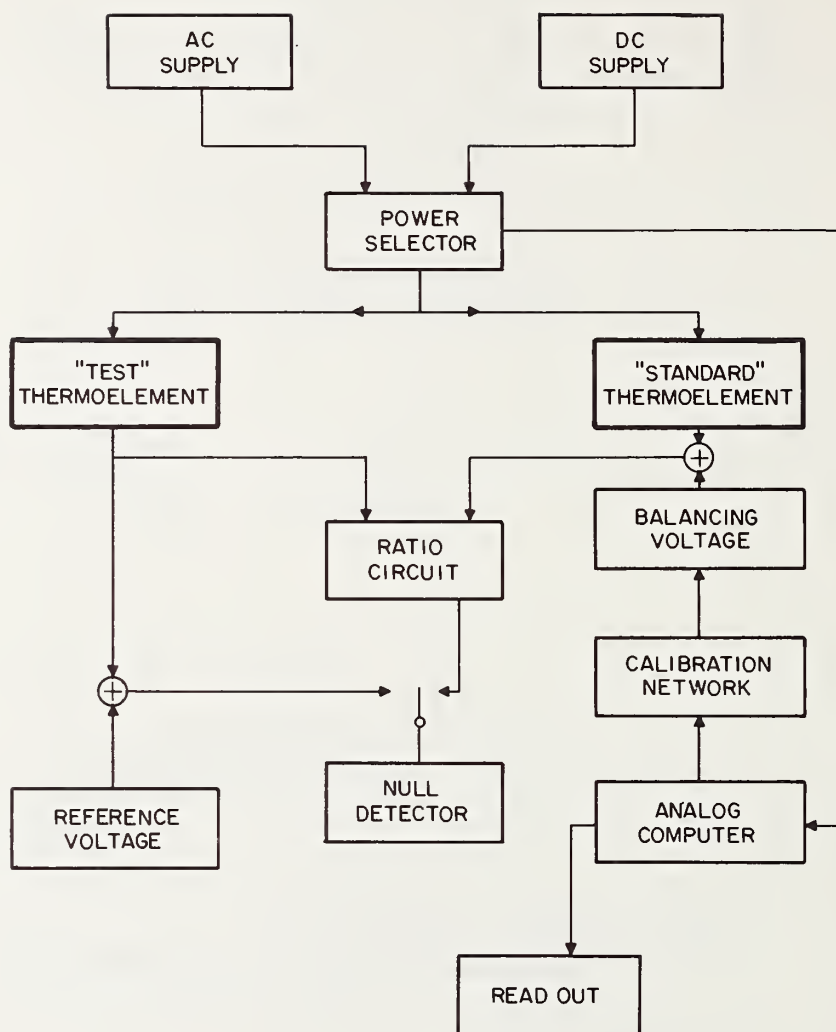 AC
SUPPLY
DC
SUPPLY
POWER
SELECTOR
"TEST"
THERMOELEMENT
"STANDARD"
THERMOELEMENT
RATIO
CIRCUIT
BALANCING
VOLTAGE
CALIBRATION
NETWORK
REFERENCE
VOLTAGE
NULL
DETECTOR
ANALOG
COMPUTER
READ OUT